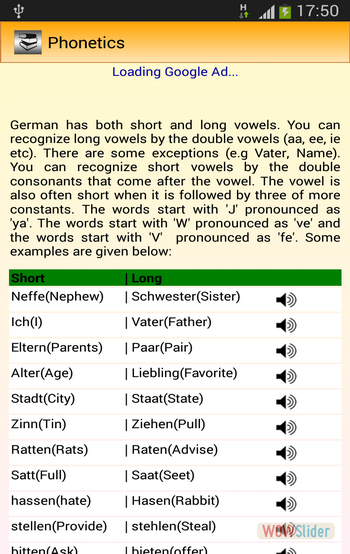 H 17:50
Phonetics
Loading Google Ad...
German has both short and long vowels. You can
recognize long vowels by the double vowels (aa, ee, ie
etc). There are some exceptions (e.g Vater, Name).
You can recognize short vowels by the double
consonants that come after the vowel. The vowel is
also often short when it is followed by three of more
constants. The words start with 'J' pronounced as
'ya'. The words start with 'W' pronounced as 've' and
the words start with 'V' pronounced as 'fe'. Some
examples are given below:
Short | Long
Neffe(Nephew) | Schwester(Sister)
Ich(I) | Vater(Father)
Eltern(Parents) | Paar(Pair)
Alter(Age) | Liebling(Favorite)
Stadt(City) | Staat(State)
Zinn(Tin) | Ziehen(Pull)
Ratten(Rats) | Raten(Advise)
Satt(Full) | Saat(Seet)
hassen(hate) | Hasen(Rabbit)
stellen(Provide) | stehlen(Steal)
WOWSlider
bitten(Ask) | bieten(offer)